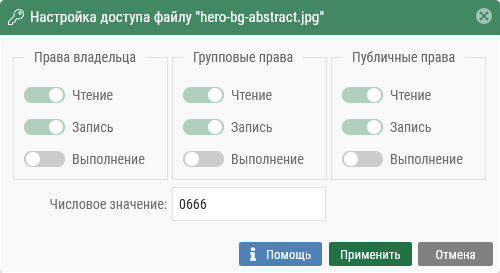 Настройка доступа файлу "hero-bg-abstract.jpg"
Права владельца
Групповые права
Публичные права
Чтение
Чтение
Чтение
Запись
Запись
Запись
Выполнение
Выполнение
Выполнение
Числовое значение: 0666
Помощь
Применить
Отмена